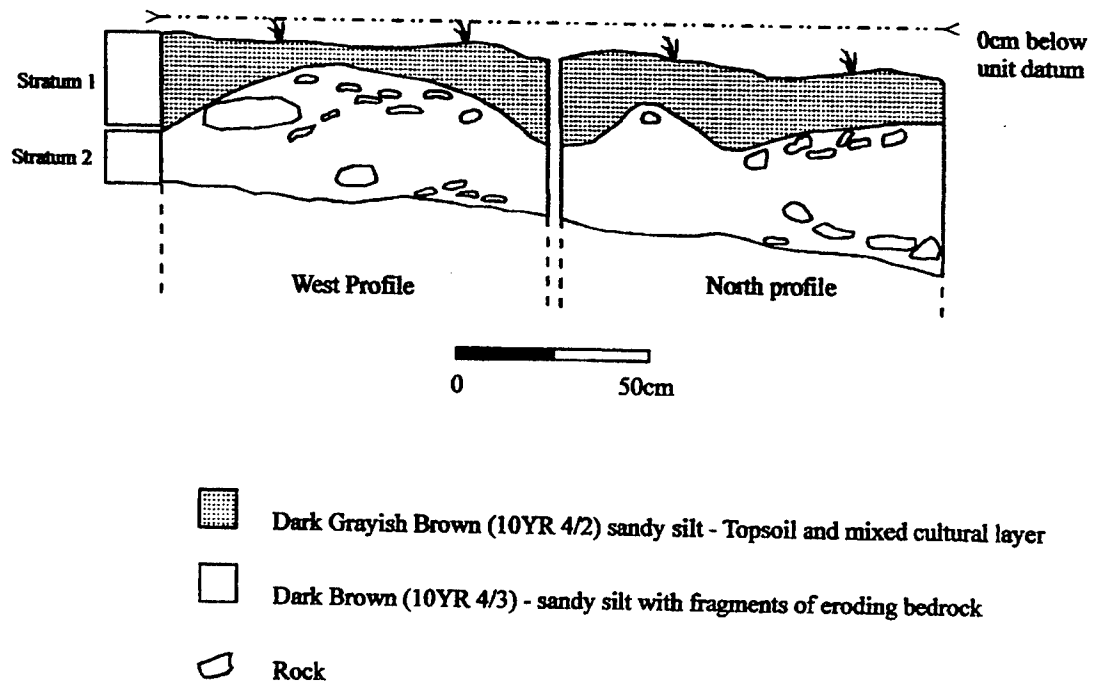 0cm below
unit datum
Stratum 1
Stratum 2
West Profile
North profile
0
50cm
Dark Grayish Brown (10YR 4/2) sandy silt - Topsoil and mixed cultural layer
Dark Brown (10YR 4/3) - sandy silt with fragments of eroding bedrock
Rock